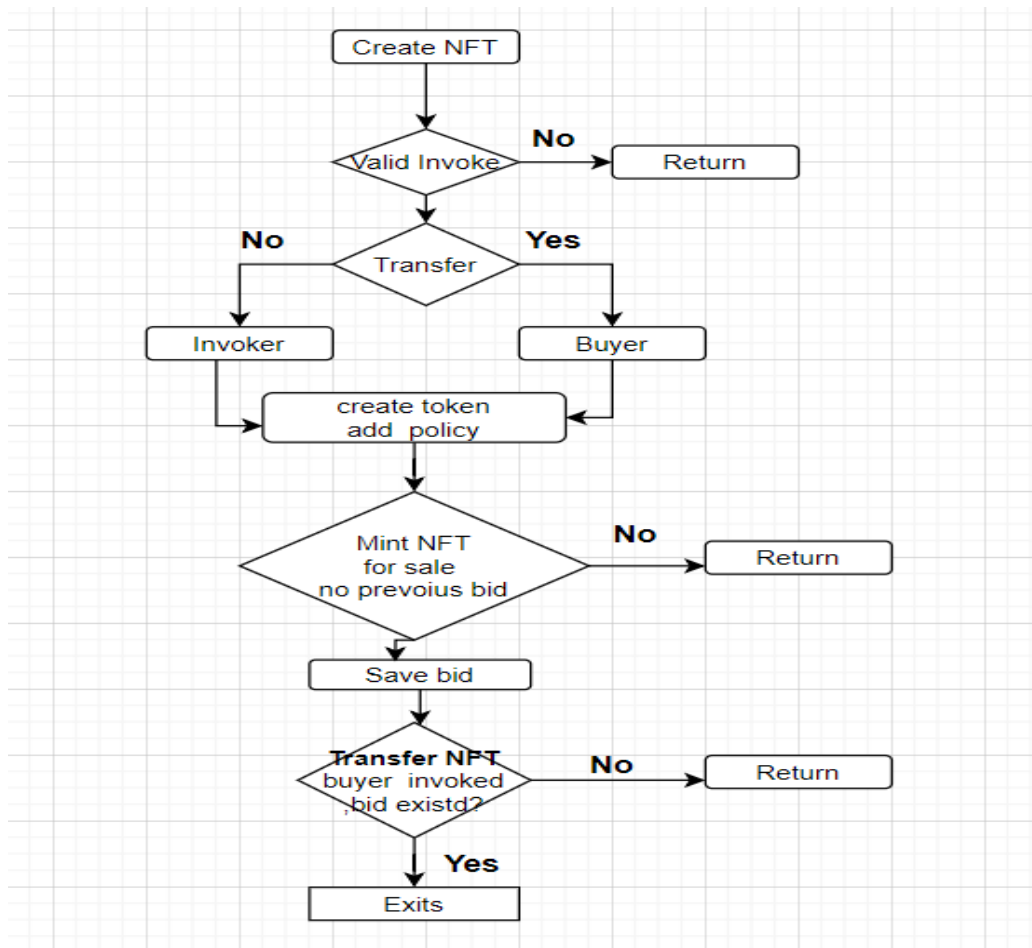 Create NFT
Valid Invoke
No
Return
No
Yes
Transfer
Invoker
Buyer
create token
add policy
Mint NFT
for sale
no prevoius bid
No
Return
Save bid
Transfer NFT
buyer invoked
,bid existd?
No
Return
Yes
Exits